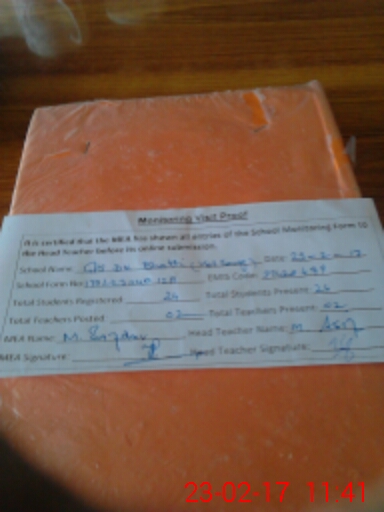 Monitoring Visit Proof
It is certified that the MEA has shown all entries of the School Monitoring Form to
the Head Teacher before its online submission.
School Name: Date: 23-2-17
School Form No: EMIS Code:
Total Students Registered: 24 Total Students Present: 24
Total Teachers Posted: 02 Total Teachers Present: 02
MEA Name: M. Head Teacher Name: M
MEA Signature: Head Teacher Signature:
23-02-17 11:41